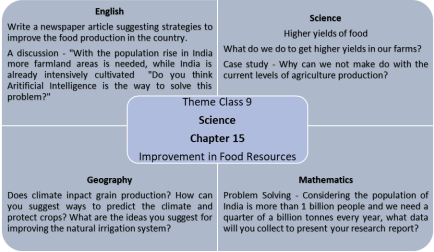 English
Write a newspaper article suggesting strategies to
improve the food production in the country.
A discussion - "With the population rise in India
more farmland areas is needed, while India is
already intensively cultivated "Do you think
Aritificial Intelligence is the way to solve this
problem?"
Science
Higher yields of food
What do we do to get higher yields in our farms?
Case study - Why can we not make do with the
current levels of agriculture production?
Theme Class 9
Science
Chapter 15
Improvement in Food Resources
Geography
Does climate inpact grain production? How can
you suggest ways to predict the climate and
protect crops? What are the ideas you suggest for
improving the natural irrigation system?
Mathematics
Problem Solving - Considering the population of
India is more than 1 billion people and we need a
quarter of a billion tonnes every year, what data
will you collect to present your research report?